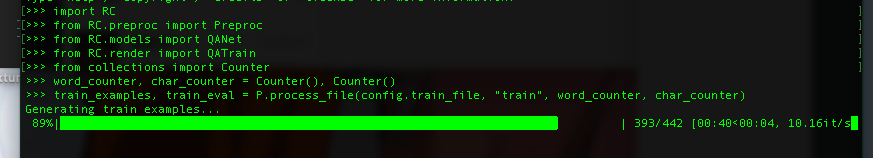 [>>> import RC
[>>> from RC.preproc import Preproc
[>>> from RC.models import QANet
[>>> from RC.render import QATrain
[>>> from collections import Counter
>>> word_counter, char_counter = Counter(), Counter()
>>> train_examples, train_eval = P.process_file(config.train_file, "train", word_counter, char_counter)
Generating train examples...
89%| | 393/442 [00:40<00:04, 10.16it/s